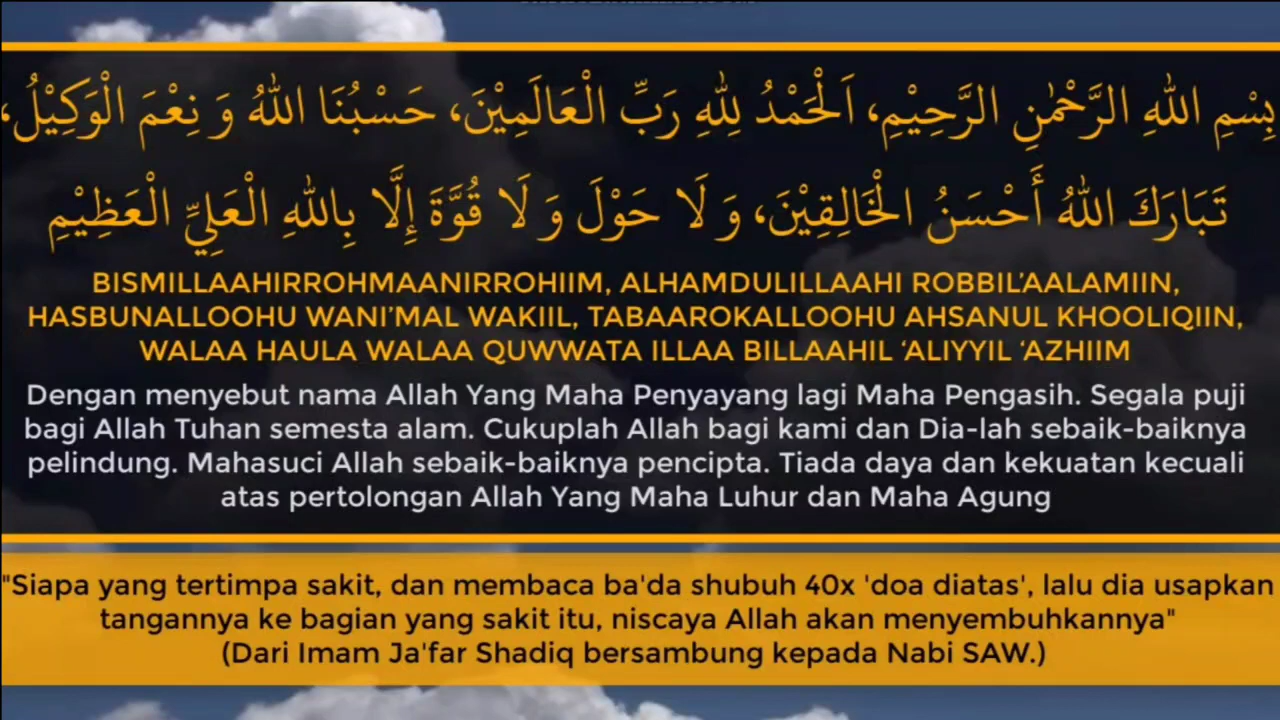 بِسْمِ اللهِ الرَّحْمٰنِ الرَّحِيْمِ، اَلْحَمْدُ لِلهِ رَبِّ الْعَالَمِيْنَ، حَسْبُنَا اللهُ وَ نِعْمَ الْوَكِيْلُ،
تَبَارَكَ اللهُ أَحْسَنُ الْخَالِقِيْنَ، وَ لَا حَوْلَ وَ لَا قُوَّةَ إِلَّا بِاللهِ الْعَلِيِّ الْعَظِيْمِ
BISMILLAAHIRROHMAANIRROHIIM, ALHAMDULILLAAHI ROBBIL’AALAMIIN,
HASBUNALLOOHU WANI’MAL WAKIIL, TABAAROKALLOOHU AHSANUL KHOOLIQIIN,
WALAA HAULA WALAA QUWWATA ILLAA BILLAAHIL ‘ALIYYIL ‘AZHIIM
Dengan menyebut nama Allah Yang Maha Penyayang lagi Maha Pengasih. Segala puji
bagi Allah Tuhan semesta alam. Cukuplah Allah bagi kami dan Dia-lah sebaik-baiknya
pelindung. Mahasuci Allah sebaik-baiknya pencipta. Tiada daya dan kekuatan kecuali
atas pertolongan Allah Yang Maha Luhur dan Maha Agung
"Siapa yang tertimpa sakit, dan membaca ba'da shubuh 40x 'doa diatas', lalu dia usapkan
tangannya ke bagian yang sakit itu, niscaya Allah akan menyembuhkannya"
(Dari Imam Ja'far Shadiq bersambung kepada Nabi SAW.)